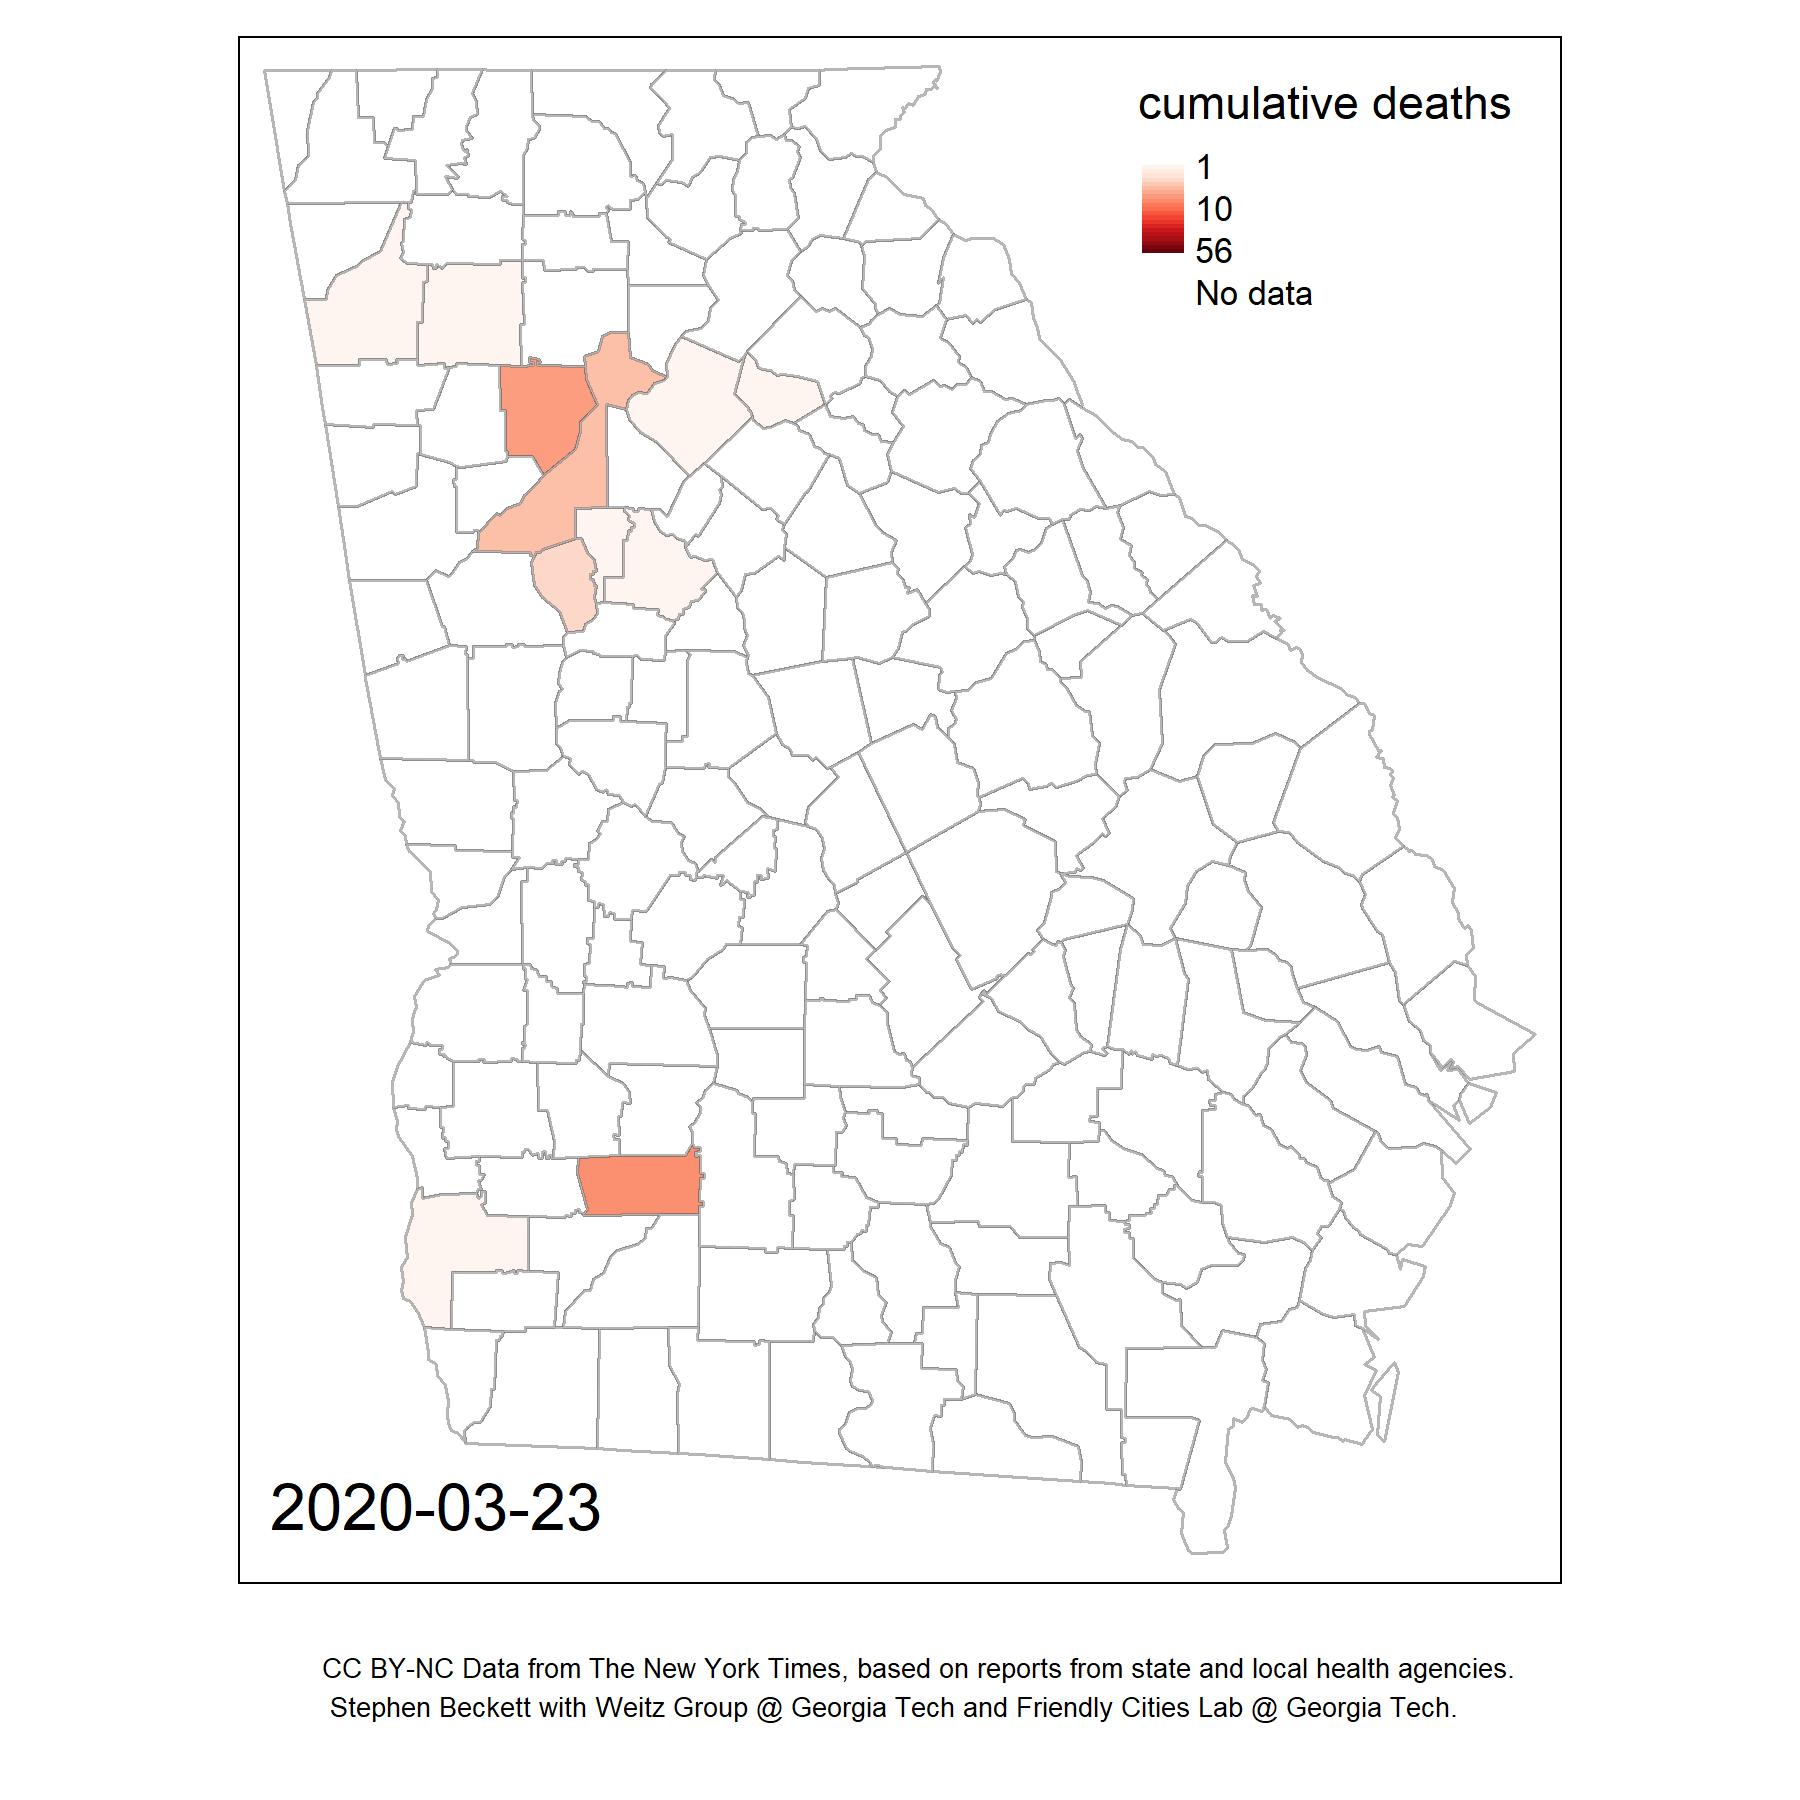 cumulative deaths
1
10
56
No data
2020-03-23
CC BY-NC Data from The New York Times, based on reports from state and local health agencies.
Stephen Beckett with Weitz Group @ Georgia Tech and Friendly Cities Lab @ Georgia Tech.